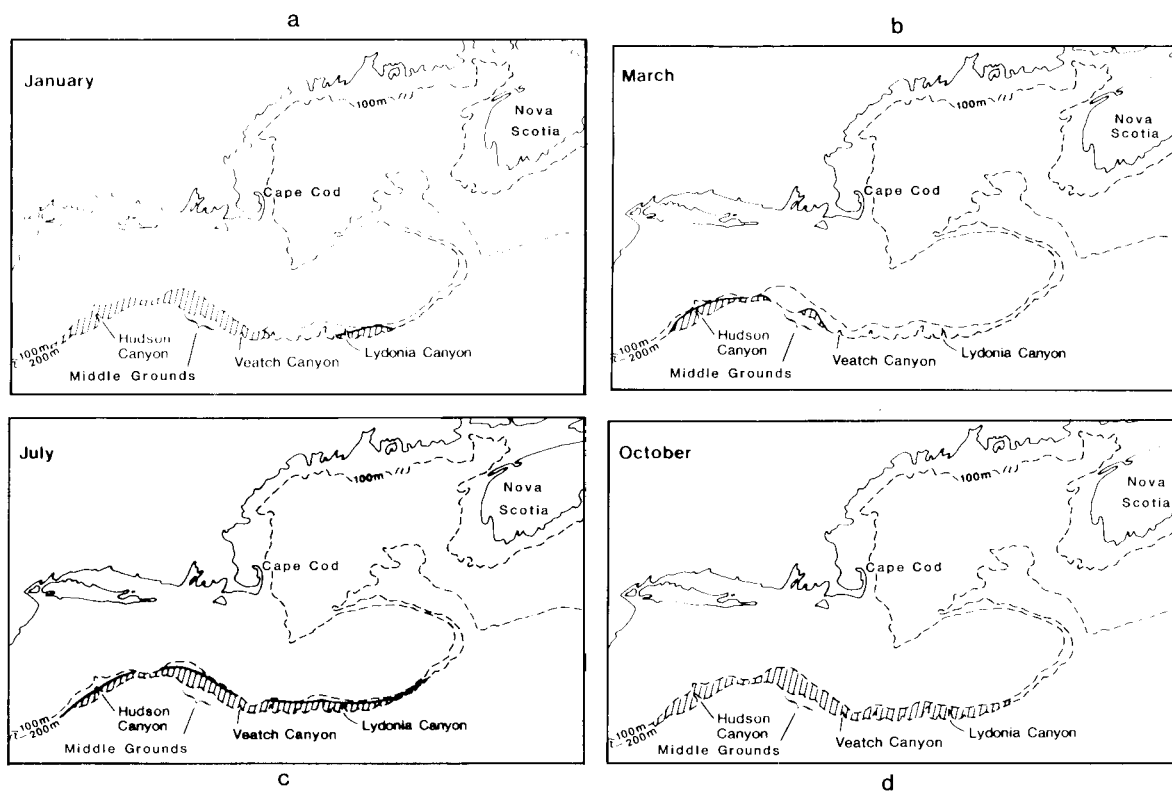 a
January
100m
Nova
Scotia
Cape Cod
100m
200m
Hudson
Canyon
Veatch Canyon
Lydonia Canyon
Middle Grounds
b
March
100m
Nova
Scotia
Cape Cod
100m
200m
Hudson
Canyon
Veatch Canyon
Lydonia Canyon
Middle Grounds
July
100m
Nova
Scotia
Cape Cod
100m
200m
Hudson
Canyon
Veatch Canyon
Lydonia Canyon
Middle Grounds
c
October
100m
Nova
Scotia
Cape Cod
100m
200m
Hudson
Canyon
Veatch Canyon
Lydonia Canyon
Middle Grounds
d